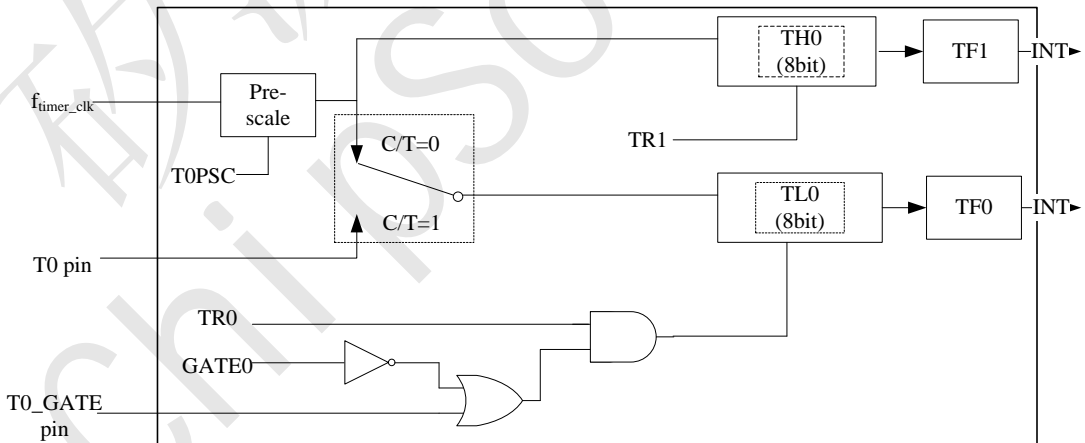 TH0
(8bit)
TF1
INT
f_timer_clk
Pre-
scale
C/T=0
TR1
T0PSC
TL0
(8bit)
TF0
INT
C/T=1
T0 pin
TR0
GATE0
T0_GATE
pin